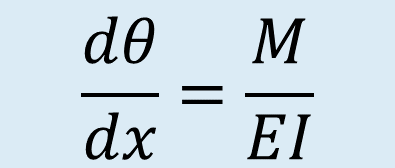 dθ/dx = M/EI